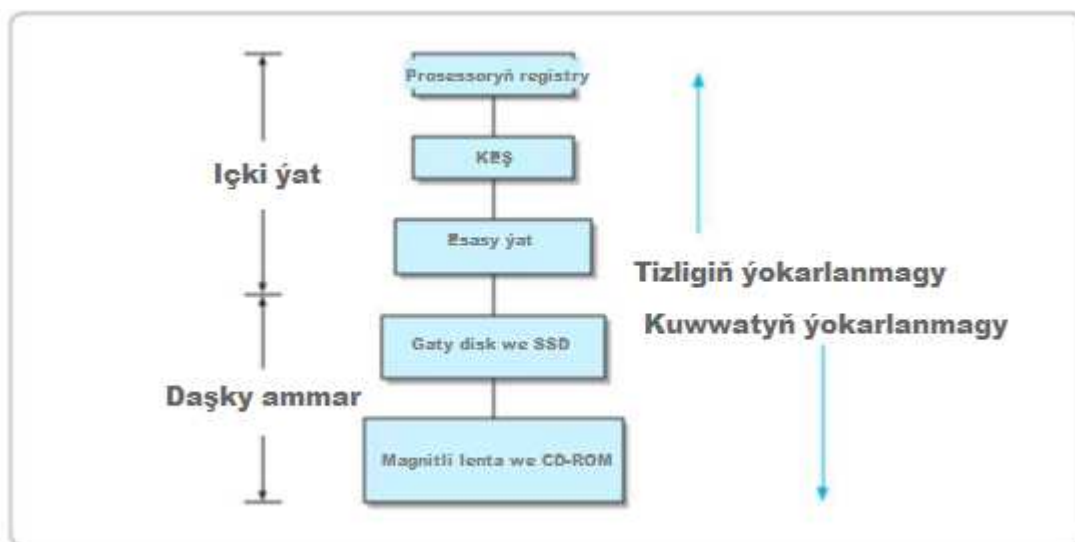 Prosessoryň registry
KEŞ
Içki ýat
Esasy ýat
Tizligiň ýokarlanmagy
Kuwwatyň ýokarlanmagy
Gaty disk we SSD
Daşky ammar
Magnitli lenta we CD-ROM